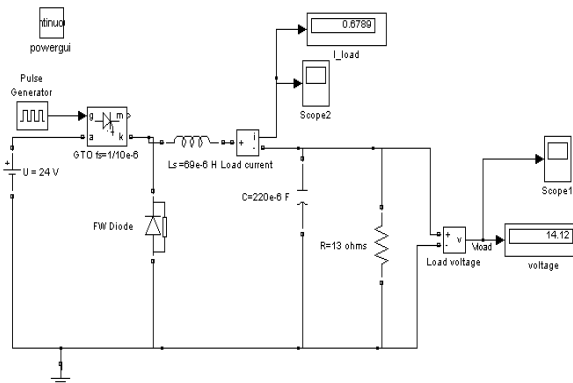 ntinuo
powergui
0.6789
I_load
Scope2
Pulse
Generator
g m
a k
GTO fs=1/10e-6
+
U = 24 V
Ls=69e-6 H
+ i
-
Load current
C=220e-6 F
FW Diode
R=13 ohms
+
- v
Load voltage
Vload
Scope1
14.12
voltage